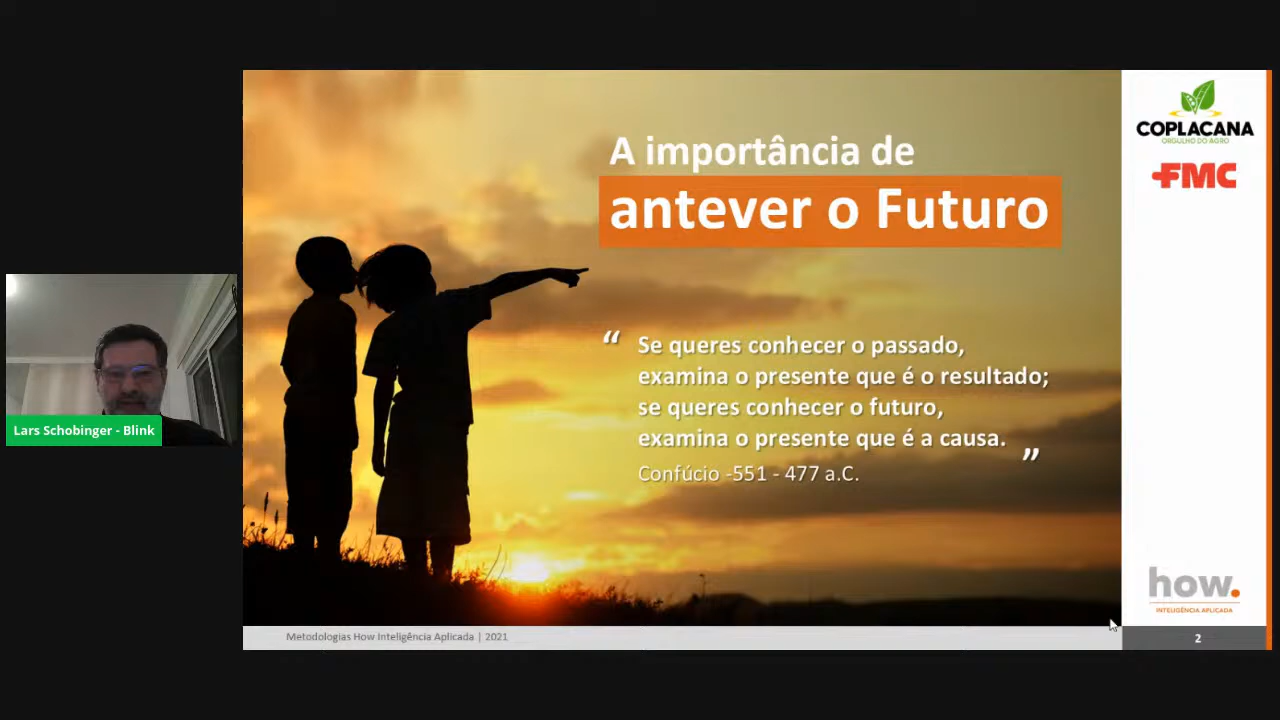 A importância de
antever o Futuro
“ Se queres conhecer o passado,
examina o presente que é o resultado;
se queres conhecer o futuro,
examina o presente que é a causa. ”
Confúcio -551 - 477 a.C.
COPLACANA
ORGULHO DO AGRO
FMC
Lars Schobinger - Blink
how.
INTELIGÊNCIA APLICADA
Metodologias How Inteligência Aplicada | 2021
2